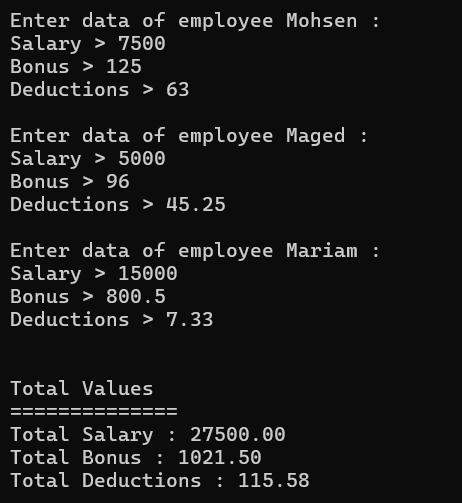 Enter data of employee Mohsen :
Salary > 7500
Bonus > 125
Deductions > 63
Enter data of employee Maged :
Salary > 5000
Bonus > 96
Deductions > 45.25
Enter data of employee Mariam :
Salary > 15000
Bonus > 800.5
Deductions > 7.33
Total Values
==============
Total Salary : 27500.00
Total Bonus : 1021.50
Total Deductions : 115.58